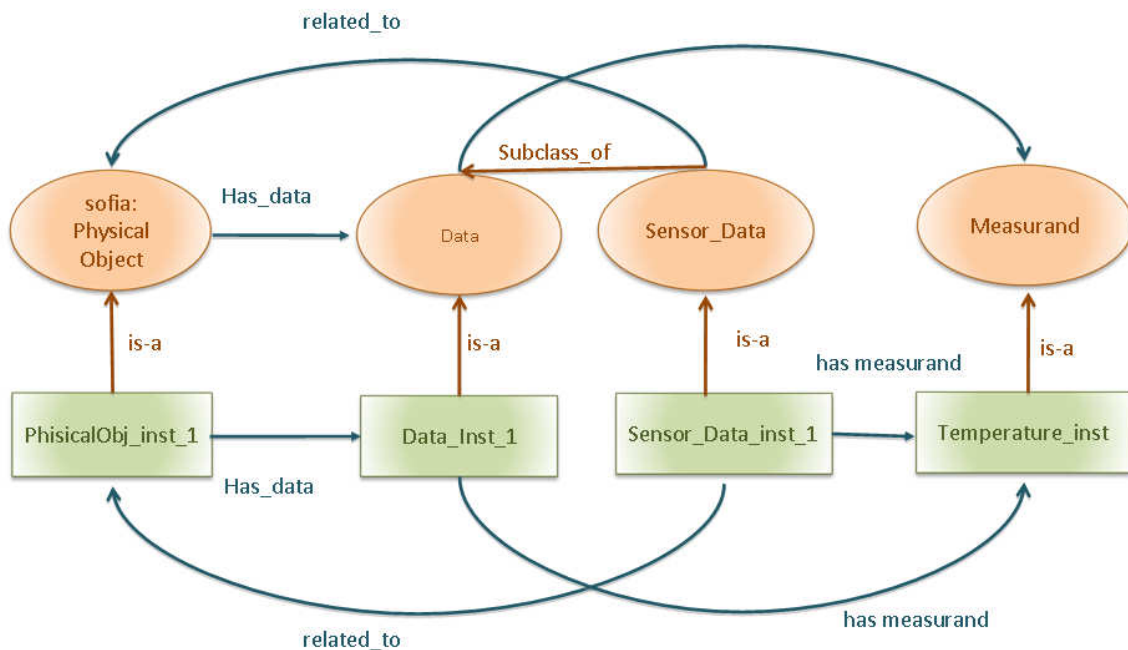 related_to
Subclass_of
sofia:
Physical
Object
Has_data
Data
Sensor_Data
Measurand
is-a
is-a
is-a
has measurand
is-a
PhisicalObj_inst_1
Data_Inst_1
Sensor_Data_inst_1
Temperature_inst
Has_data
related_to
has measurand